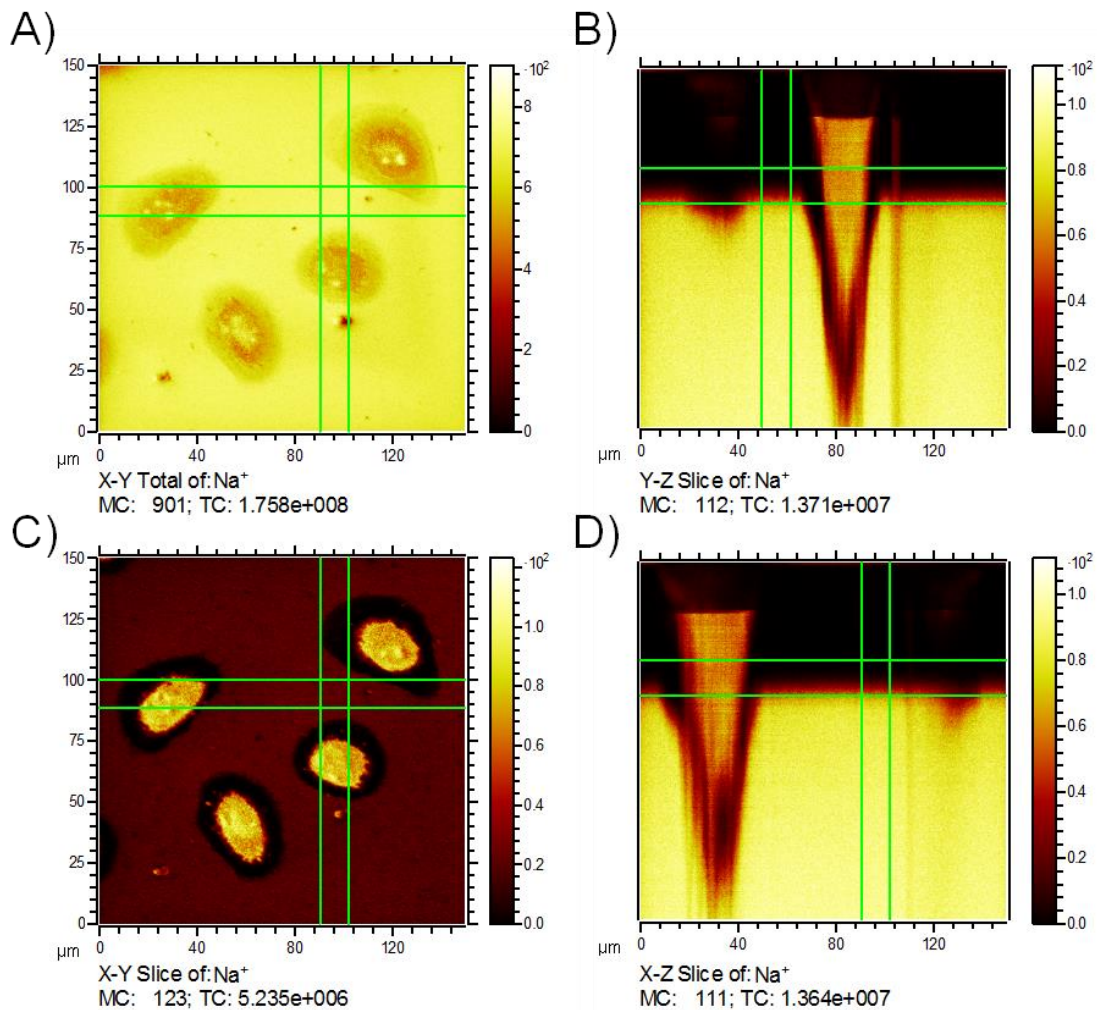 A)
B)
150
125
100
75
50
25
0
µm
0 40 80 120
·10²
8
6
4
2
0
X-Y Total of: Na⁺
MC: 901; TC: 1.758e+008
µm
0 40 80 120
·10²
1.0
0.8
0.6
0.4
0.2
0.0
Y-Z Slice of: Na⁺
MC: 112; TC: 1.371e+007
C)
D)
150
125
100
75
50
25
0
µm
0 40 80 120
·10²
1.0
0.8
0.6
0.4
0.2
0.0
X-Y Slice of: Na⁺
MC: 123; TC: 5.235e+006
µm
0 40 80 120
·10²
1.0
0.8
0.6
0.4
0.2
0.0
X-Z Slice of: Na⁺
MC: 111; TC: 1.364e+007